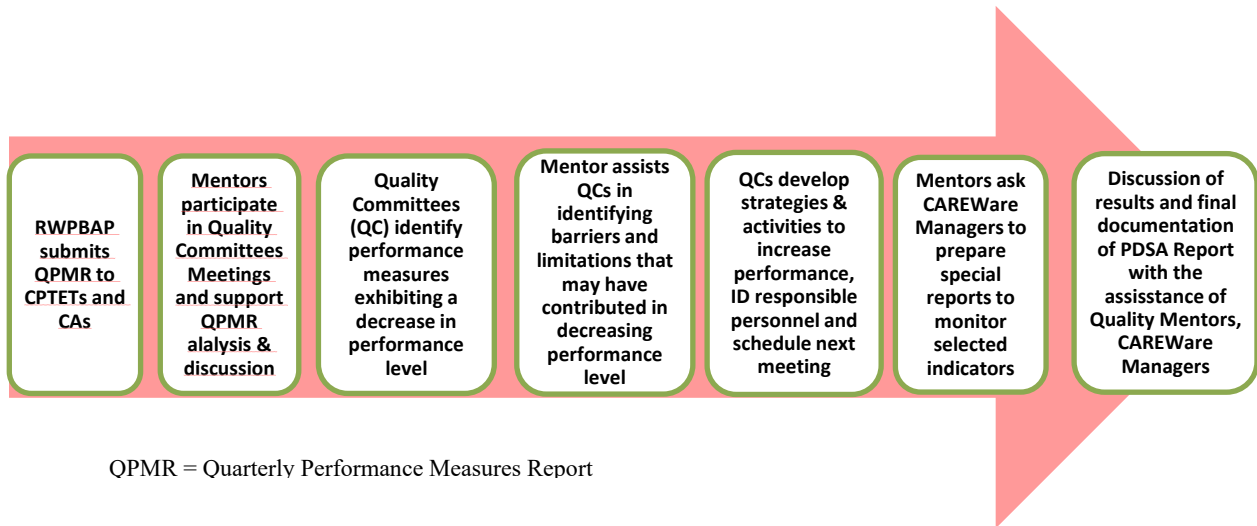 RWPBAP
submits
QPMR to
CPTETs and
CAs
Mentors
participate
in Quality
Committees
Meetings
and support
QPMR
alalysis &
discussion
Quality
Committees
(QC) identify
performance
measures
exhibiting a
decrease in
performance
level
Mentor assists
QCs in
identifying
barriers and
limitations that
may have
contributed in
decreasing
performance
level
QCs develop
strategies &
activities to
increase
performance,
ID responsible
personnel and
schedule next
meeting
Mentors ask
CAREWare
Managers to
prepare
special
reports to
monitor
selected
indicators
Discussion of
results and final
documentation
of PDSA Report
with the
assisstance of
Quality Mentors,
CAREWare
Managers
QPMR = Quarterly Performance Measures Report